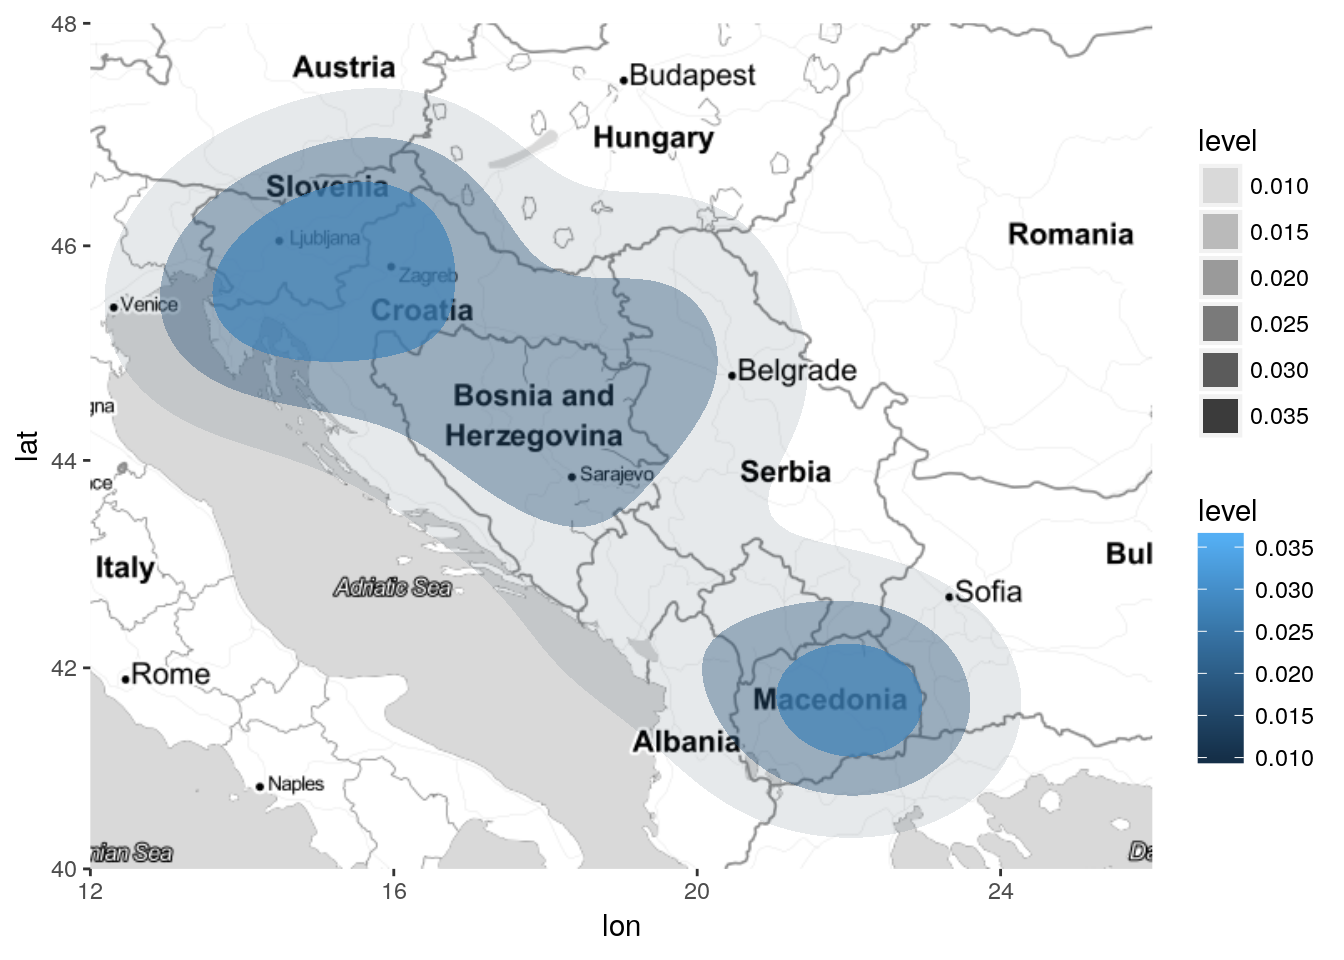 48
46
44
42
40
lat
Austria
Budapest
Hungary
Slovenia
Ljubljana
Zagreb
Romania
Venice
Croatia
Belgrade
gna
Bosnia and
Herzegovina
Sarajevo
Serbia
ce
Italy
Bul
Adriatic Sea
Sofia
Rome
Macedonia
Albania
Naples
nian Sea
Da
12
16
20
24
lon
level
0.010
0.015
0.020
0.025
0.030
0.035
level
0.035
0.030
0.025
0.020
0.015
0.010